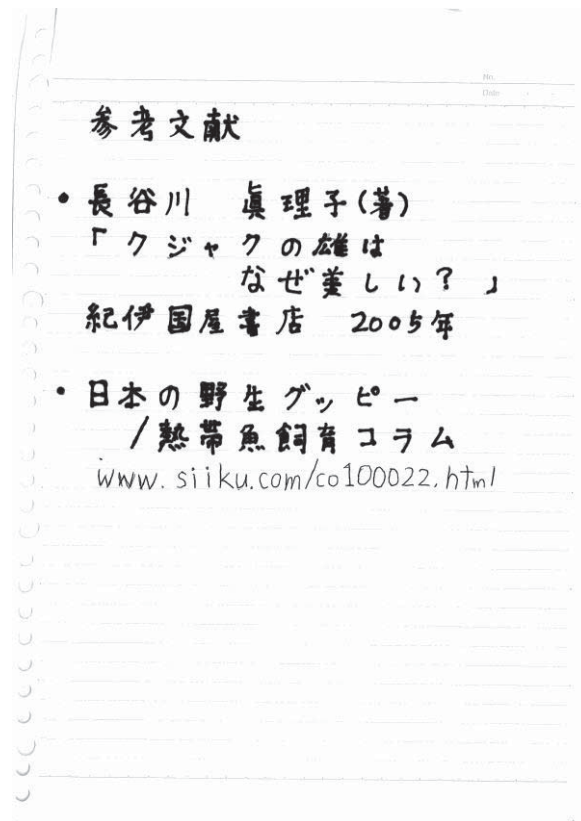 No.
Date
参考文献
・長谷川 眞理子(著)
「クジャクの雄は
なぜ美しい？」
紀伊国屋書店 2005年
・日本の野生グッピー
/熱帯魚飼育コラム
www.siiku.com/co100022.html